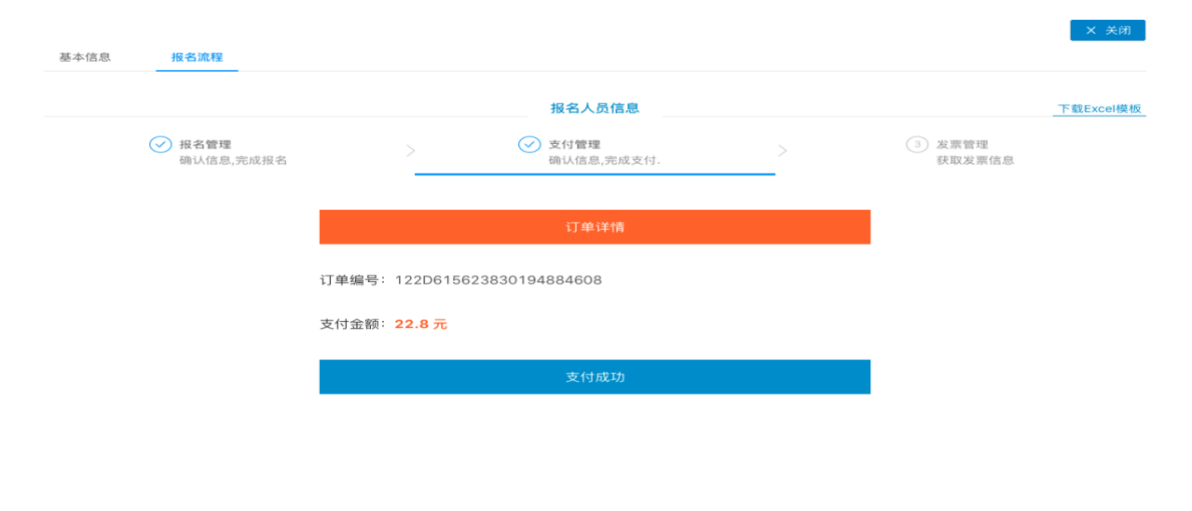 × 关闭
基本信息 报名流程
报名人员信息
下载Excel模板
报名管理
确认信息,完成报名
支付管理
确认信息,完成支付.
3 发票管理
获取发票信息
订单详情
订单编号：122D615623830194884608
支付金额：22.8 元
支付成功